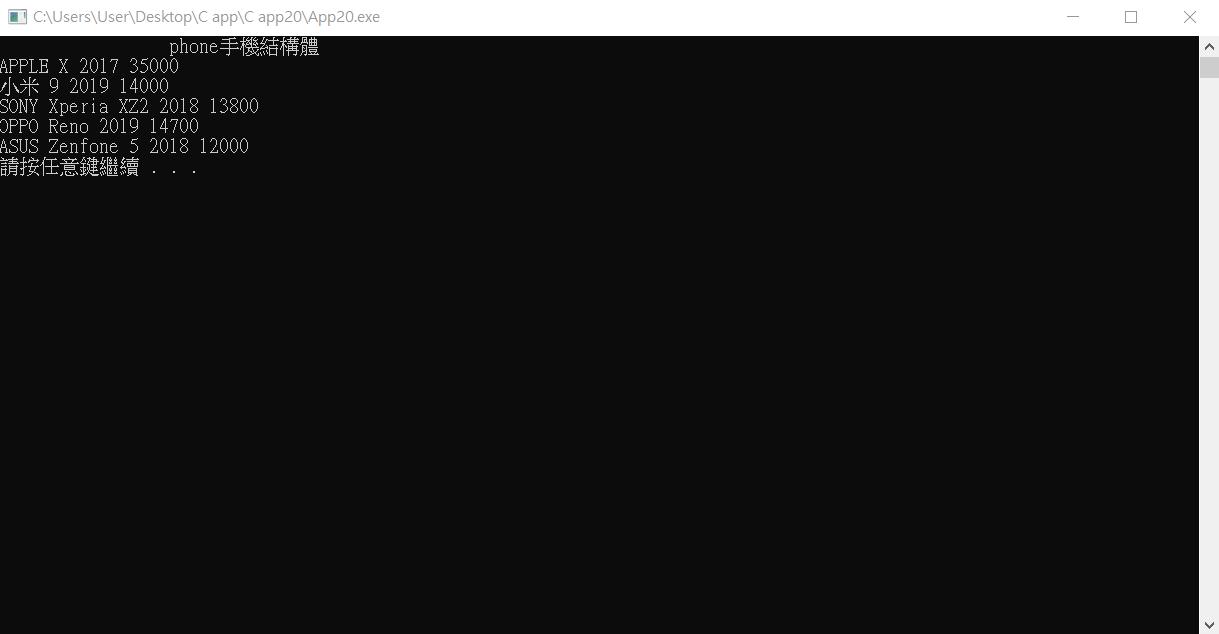 C:\Users\User\Desktop\C app\C app20\App20.exe
phone手機結構體
APPLE X 2017 35000
小米 9 2019 14000
SONY Xperia XZ2 2018 13800
OPPO Reno 2019 14700
ASUS Zenfone 5 2018 12000
請按任意鍵繼續 . . .